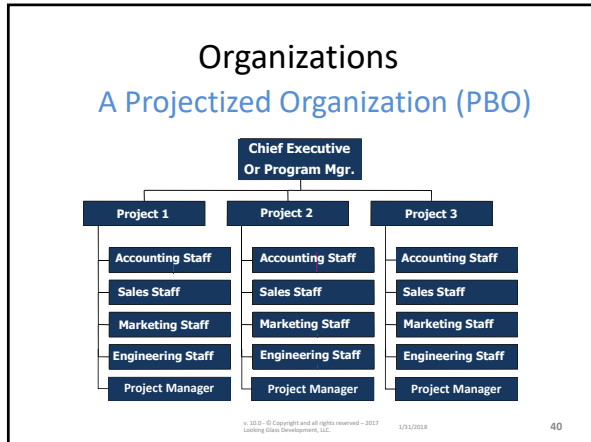 Organizations
A Projectized Organization (PBO)
Chief Executive
Or Program Mgr.
Project 1
Project 2
Project 3
Accounting Staff
Accounting Staff
Accounting Staff
Sales Staff
Sales Staff
Sales Staff
Marketing Staff
Marketing Staff
Marketing Staff
Engineering Staff
Engineering Staff
Engineering Staff
Project Manager
Project Manager
Project Manager
v. 10.0 - © Copyright and all rights reserved – 2017
Looking Glass Development, LLC.
1/31/2018
40